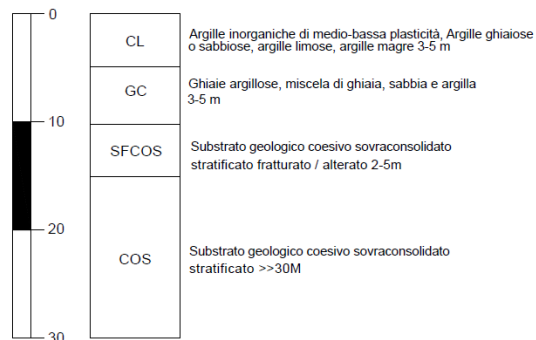 0
CL
Argille inorganiche di medio-bassa plasticità, Argille ghiaiose
o sabbiose, argille limose, argille magre 3-5 m
GC
Ghiaie argillose, miscela di ghiaia, sabbia e argilla
3-5 m
10
SFCOS
Substrato geologico coesivo sovraconsolidato
stratificato fratturato / alterato 2-5m
20
COS
Substrato geologico coesivo sovraconsolidato
stratificato >>30M
30